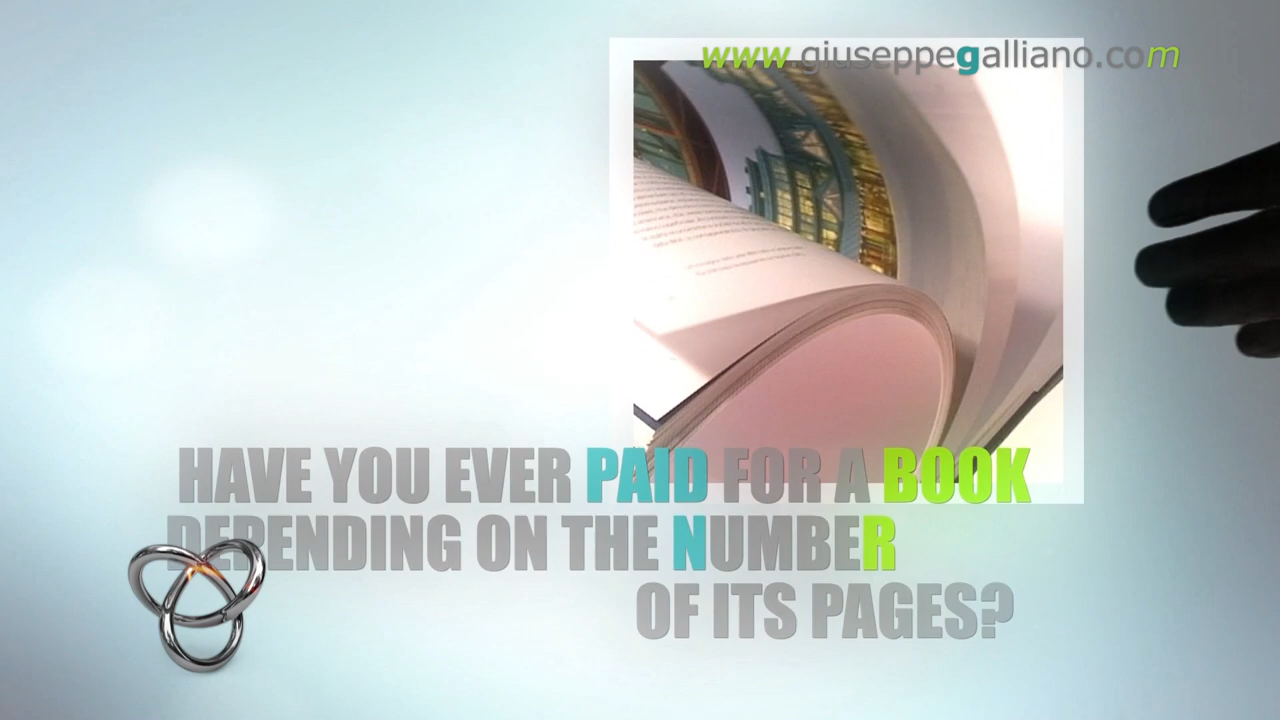 www.giuseppegalliano.com
HAVE YOU EVER PAID FOR A BOOK
DEPENDING ON THE NUMBER
OF ITS PAGES?